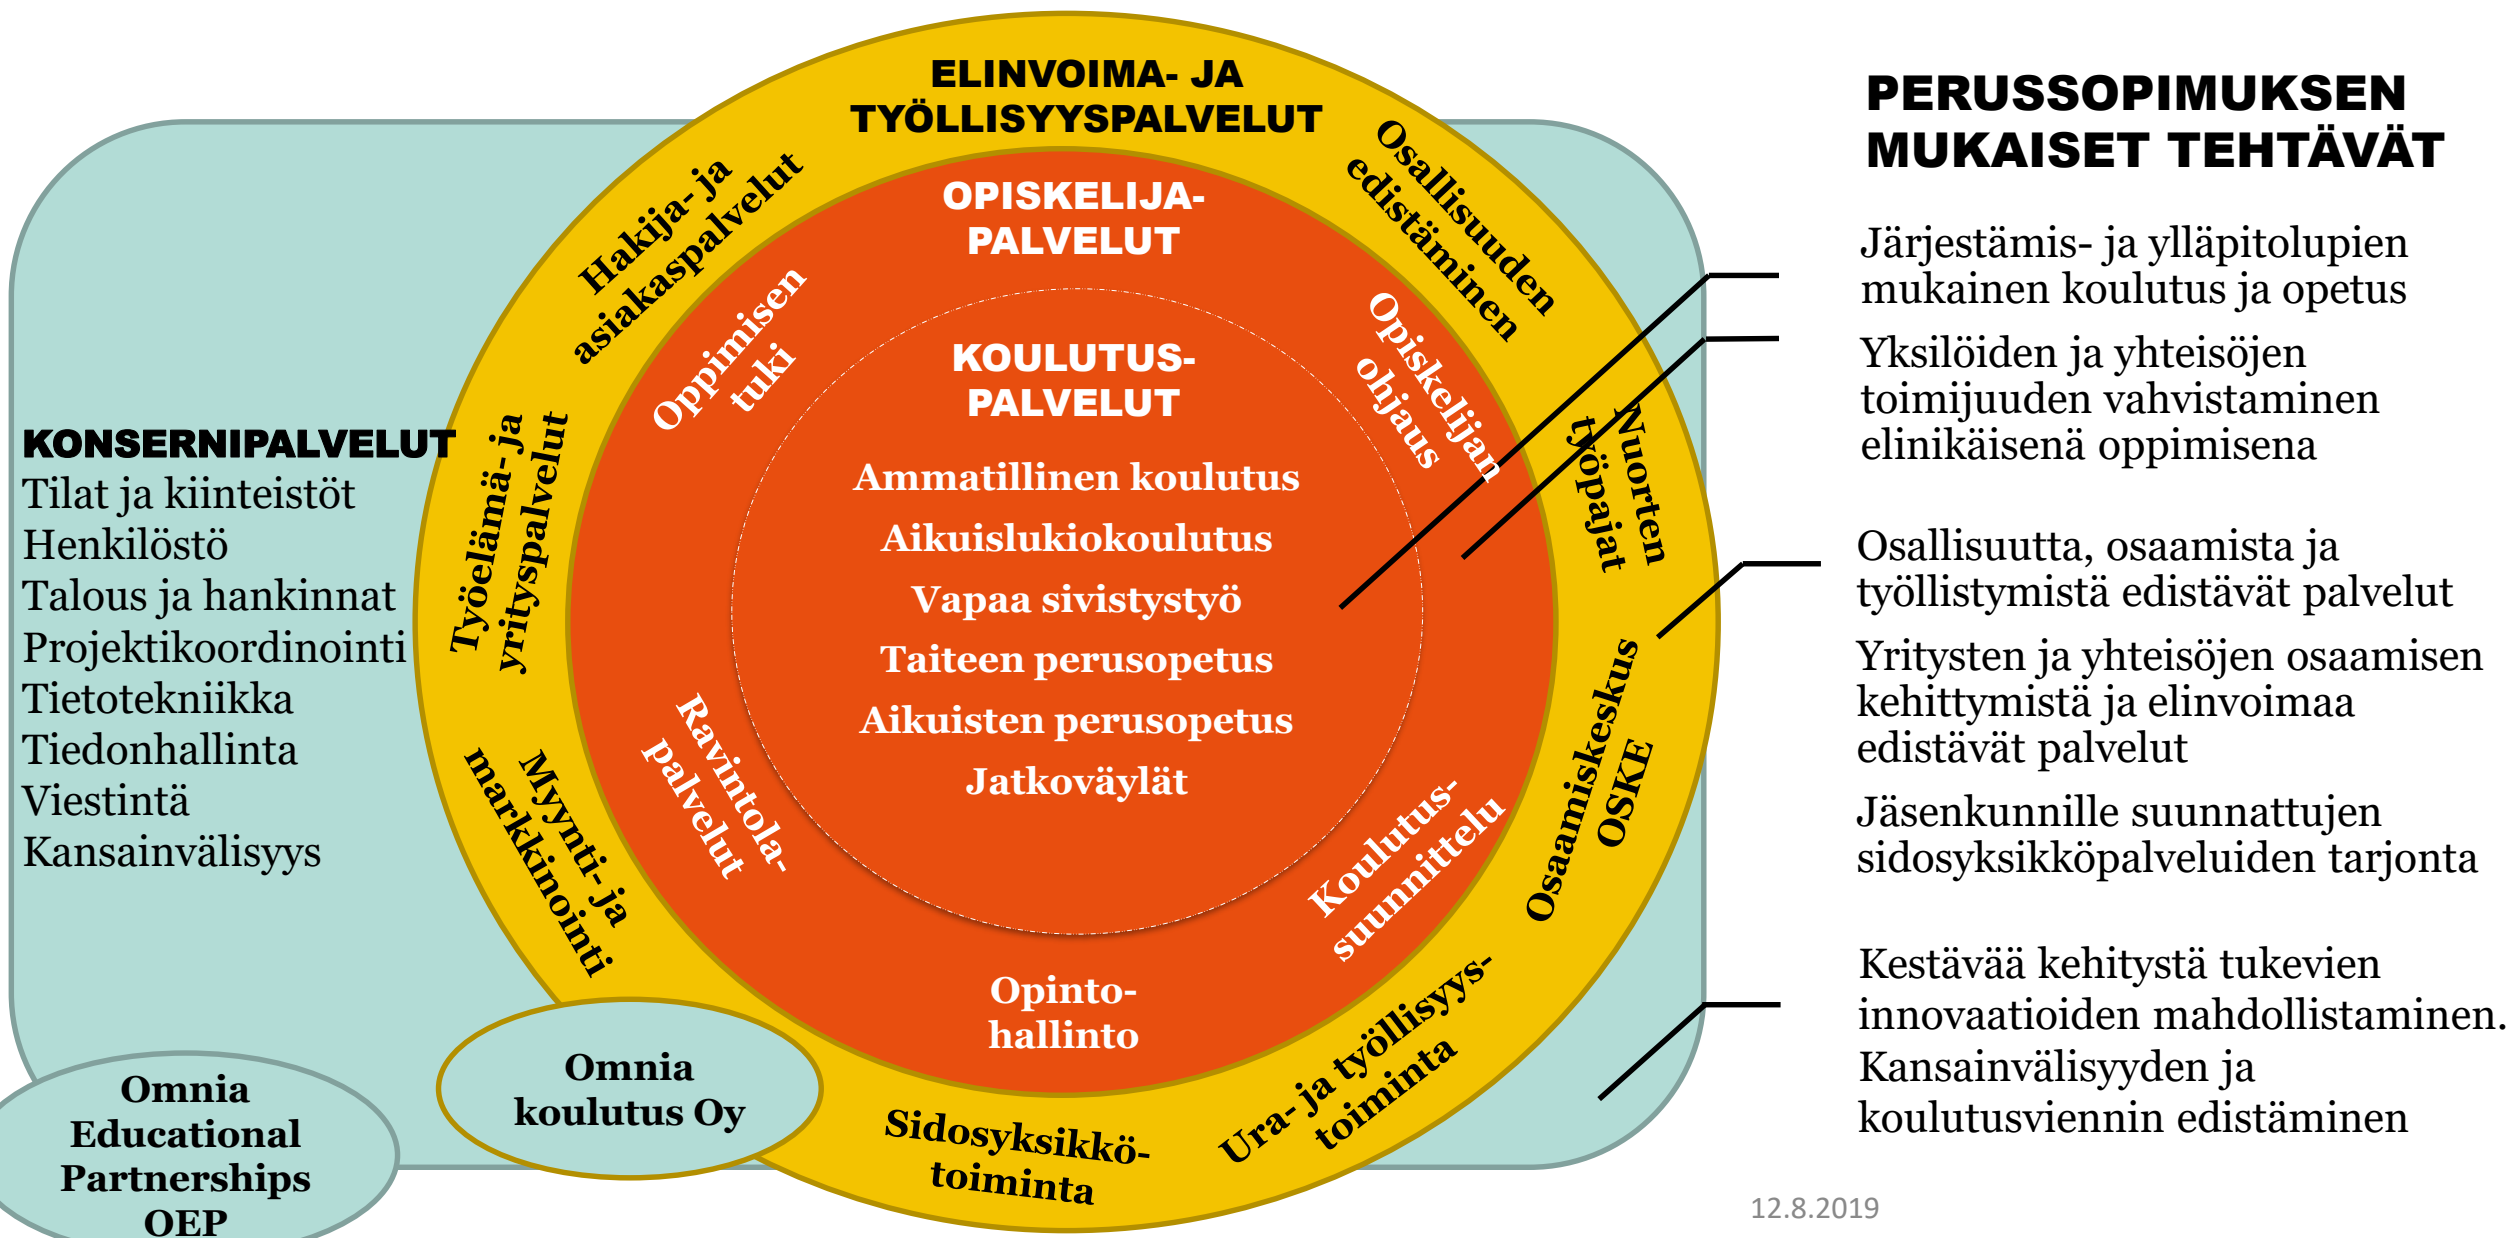 ELINVOIMA- JA
TYÖLLISYYSPALVELUT
Hakija- ja
asiakaspalvelut
Osallisuuden
edistäminen
Työelämä- ja
yrityspalvelut
Nuorten
työpajat
Myynti- ja
markkinointi
Osaamiskeskus
OSKE
Sidosyksikkö-
toiminta
Ura- ja työllisyys-
toiminta
OPISKELIJA-
PALVELUT
Oppimisen
tuki
Opiskelijan
ohjaus
Ravintola-
palvelut
Koulutus-
suunnittelu
Opinto-
hallinto
KOULUTUS-
PALVELUT
Ammatillinen koulutus
Aikuislukiokoulutus
Vapaa sivistystyö
Taiteen perusopetus
Aikuisten perusopetus
Jatkoväylät
KONSERNIPALVELUT
Tilat ja kiinteistöt
Henkilöstö
Talous ja hankinnat
Projektikoordinointi
Tietotekniikka
Tiedonhallinta
Viestintä
Kansainvälisyys
Omnia
Educational
Partnerships
OEP
Omnia
koulutus Oy
PERUSSOPIMUKSEN
MUKAISET TEHTÄVÄT
Järjestämis- ja ylläpitolupien
mukainen koulutus ja opetus
Yksilöiden ja yhteisöjen
toimijuuden vahvistaminen
elinikäisenä oppimisena
Osallisuutta, osaamista ja
työllistymistä edistävät palvelut
Yritysten ja yhteisöjen osaamisen
kehittymistä ja elinvoimaa
edistävät palvelut
Jäsenkunnille suunnattujen
sidosyksikköpalveluiden tarjonta
Kestävää kehitystä tukevien
innovaatioiden mahdollistaminen.
Kansainvälisyyden ja
koulutusviennin edistäminen
12.8.2019